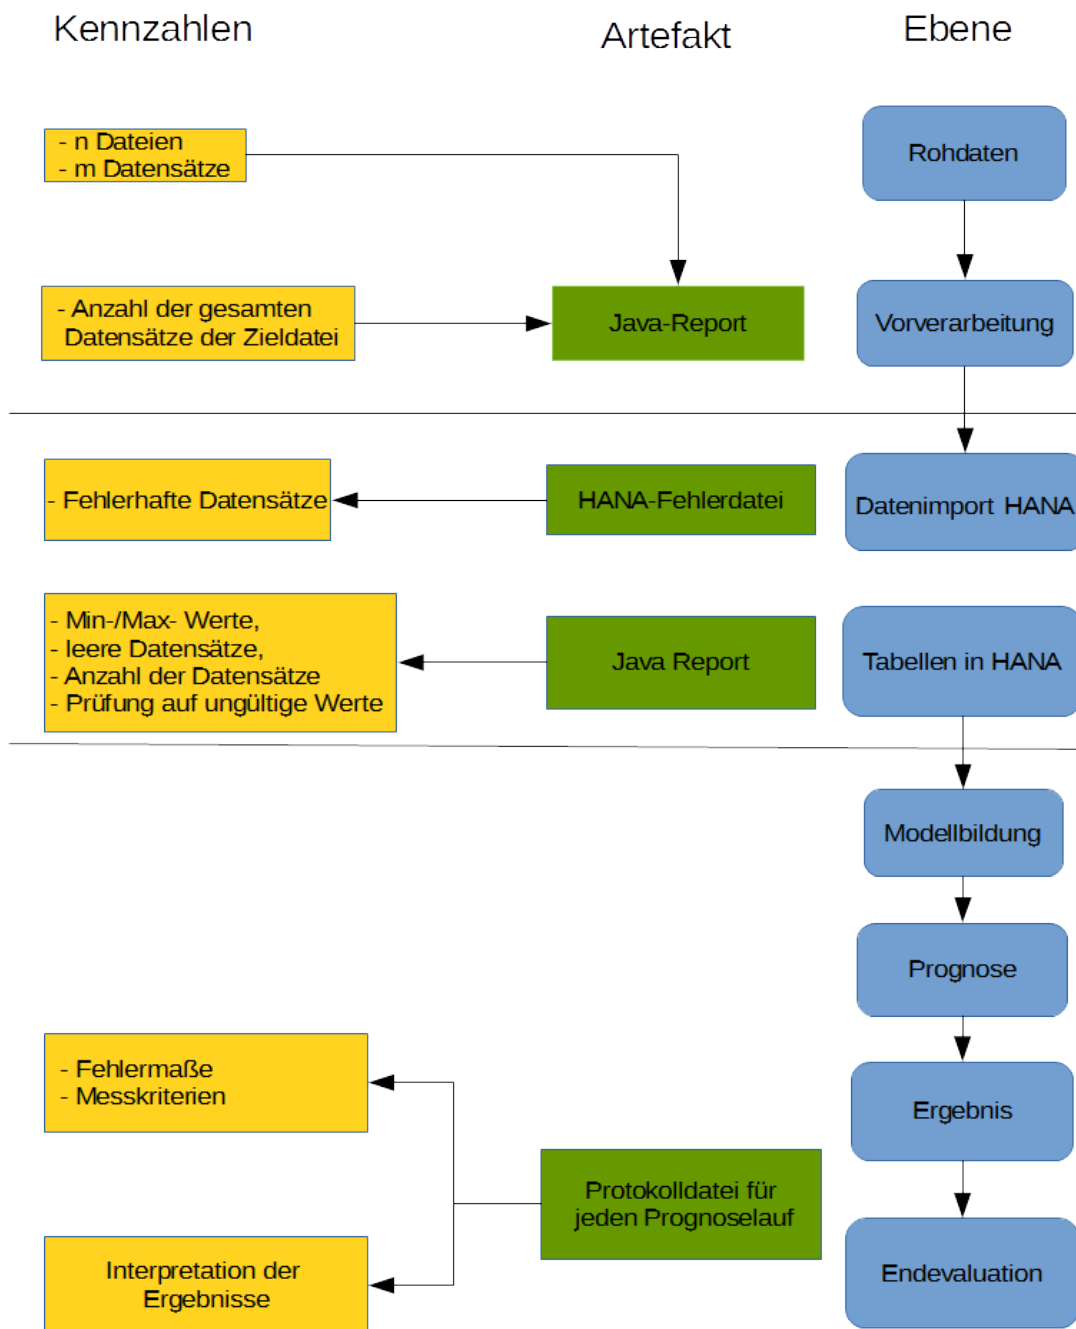 Kennzahlen
Artefakt
Ebene
- n Dateien
- m Datensätze
Rohdaten
- Anzahl der gesamten
Datensätze der Zieldatei
Java-Report
Vorverarbeitung
- Fehlerhafte Datensätze
HANA-Fehlerdatei
Datenimport HANA
- Min-/Max- Werte,
- leere Datensätze,
- Anzahl der Datensätze
- Prüfung auf ungültige Werte
Java Report
Tabellen in HANA
Modellbildung
Prognose
- Fehlermaße
- Messkriterien
Ergebnis
Protokolldatei für
jeden Prognoselauf
Interpretation der
Ergebnisse
Endevaluation